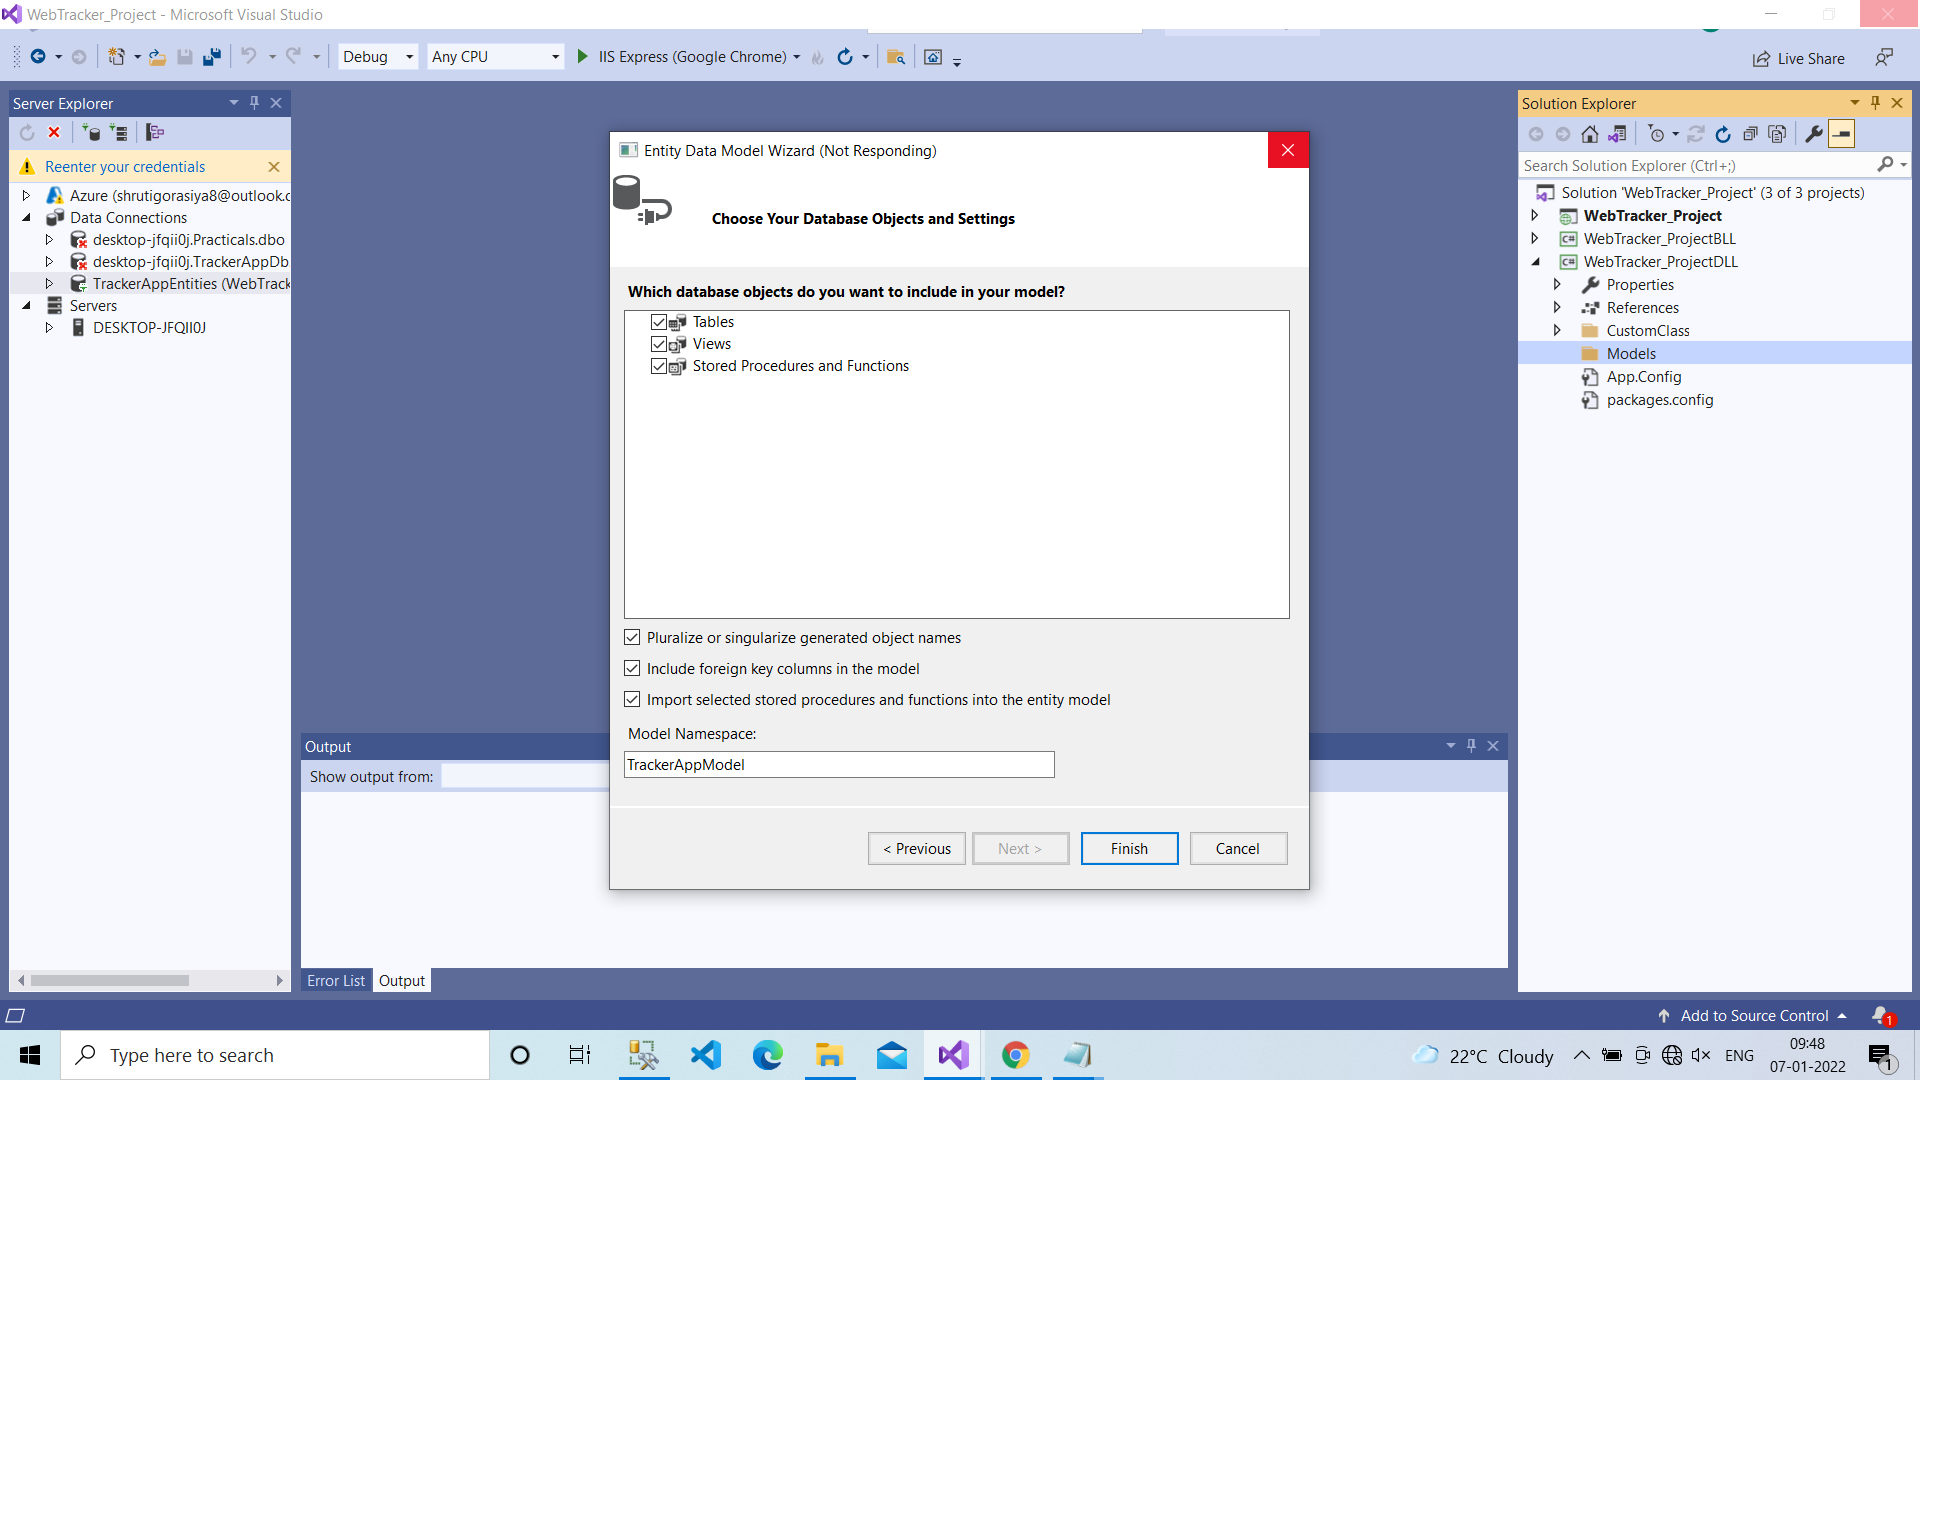 WebTracker_Project - Microsoft Visual Studio
Debug
Any CPU
IIS Express (Google Chrome)
Live Share
Server Explorer
Reenter your credentials
Azure (shrutigorasiya8@outlook.c
Data Connections
desktop-jfqii0j.Practicals.dbo
desktop-jfqii0j.TrackerAppDb
TrackerAppEntities (WebTrack
Servers
DESKTOP-JFQII0J
Entity Data Model Wizard (Not Responding)
Choose Your Database Objects and Settings
Which database objects do you want to include in your model?
Tables
Views
Stored Procedures and Functions
Pluralize or singularize generated object names
Include foreign key columns in the model
Import selected stored procedures and functions into the entity model
Model Namespace:
TrackerAppModel
< Previous
Next >
Finish
Cancel
Output
Show output from:
Error List
Output
Solution Explorer
Search Solution Explorer (Ctrl+;)
Solution 'WebTracker_Project' (3 of 3 projects)
WebTracker_Project
C# WebTracker_ProjectBLL
C# WebTracker_ProjectDLL
Properties
References
CustomClass
Models
App.Config
packages.config
Add to Source Control
1
Type here to search
22°C Cloudy
ENG
09:48
07-01-2022
1